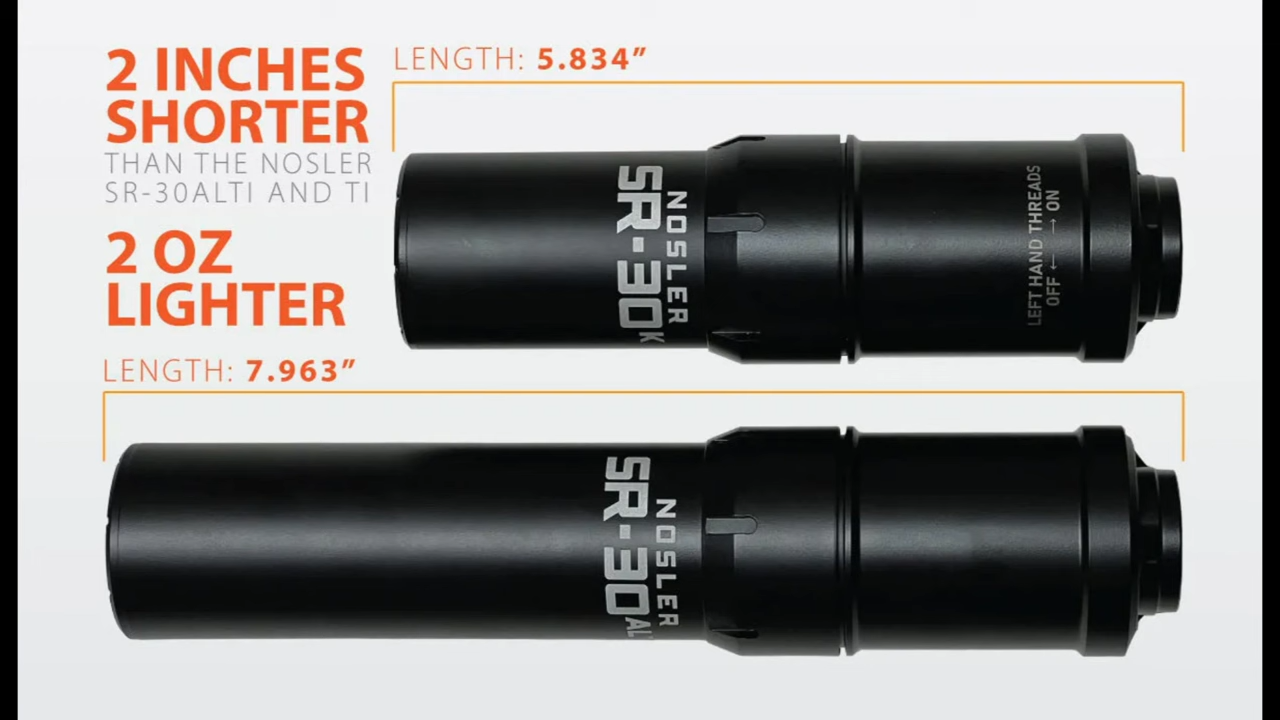 2 INCHES
SHORTER
THAN THE NOSLER
SR-30ALTI AND TI
2 OZ
LIGHTER
LENGTH: 5.834”
NOSLER
SR-30K
LEFT HAND THREADS
OFF ← → ON
LENGTH: 7.963”
NOSLER
SR-30AL